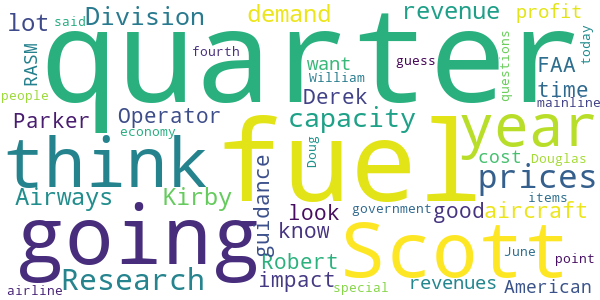 lot said Division demand revenue profit
RASM quarter fourth guess questions today
people want FAA
William time
Parker Operator Derek mainline
economy capacity year
think fuel cost Douglas
Doug prices
Airways Kirby guidance items
going look government good aircraft
know Scott
Robert revenues June point
airline Research impact special American